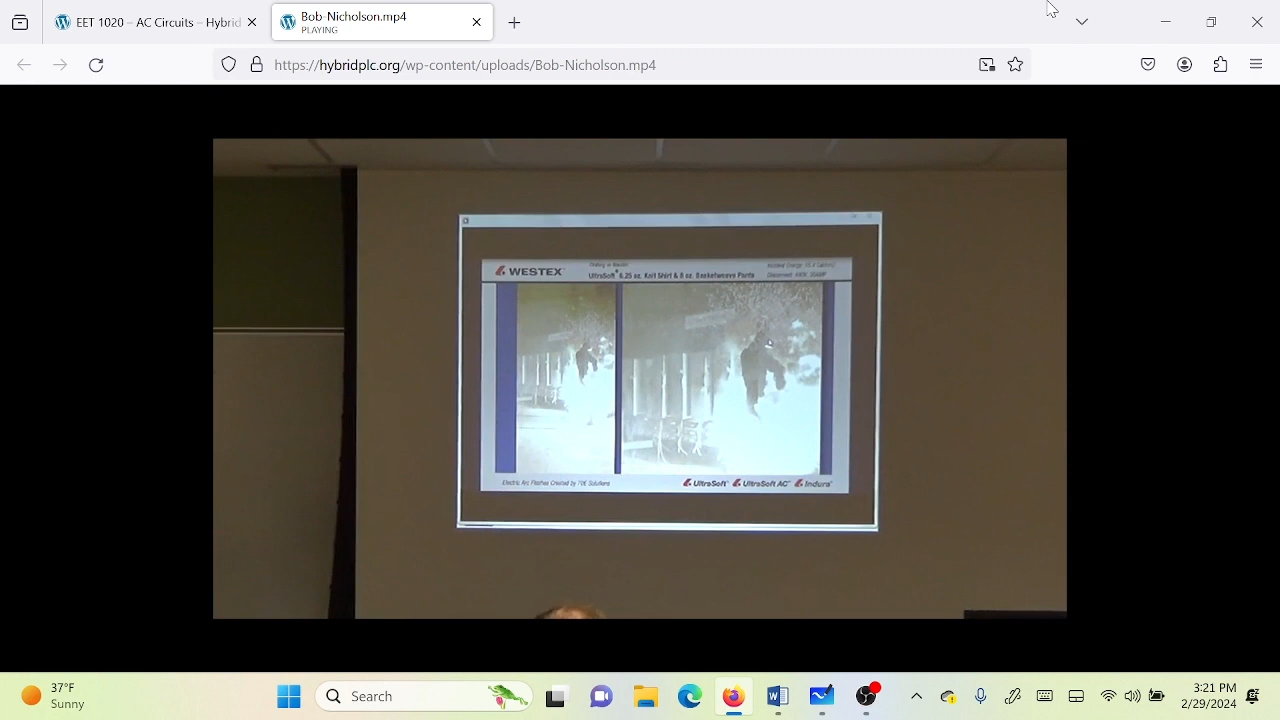 EET 1020 – AC Circuits – Hybrid
Bob-Nicholson.mp4
PLAYING
https://hybridplc.org/wp-content/uploads/Bob-Nicholson.mp4
WESTEX
UltraSoft® 6.25 oz. Knit Shirt & 8 oz. Basketweave Pants
Electric Arc Flashes Created by
UltraSoft® UltraSoft AC™ Indura®
37°F
Sunny
Search
3:21 PM
2/29/2024